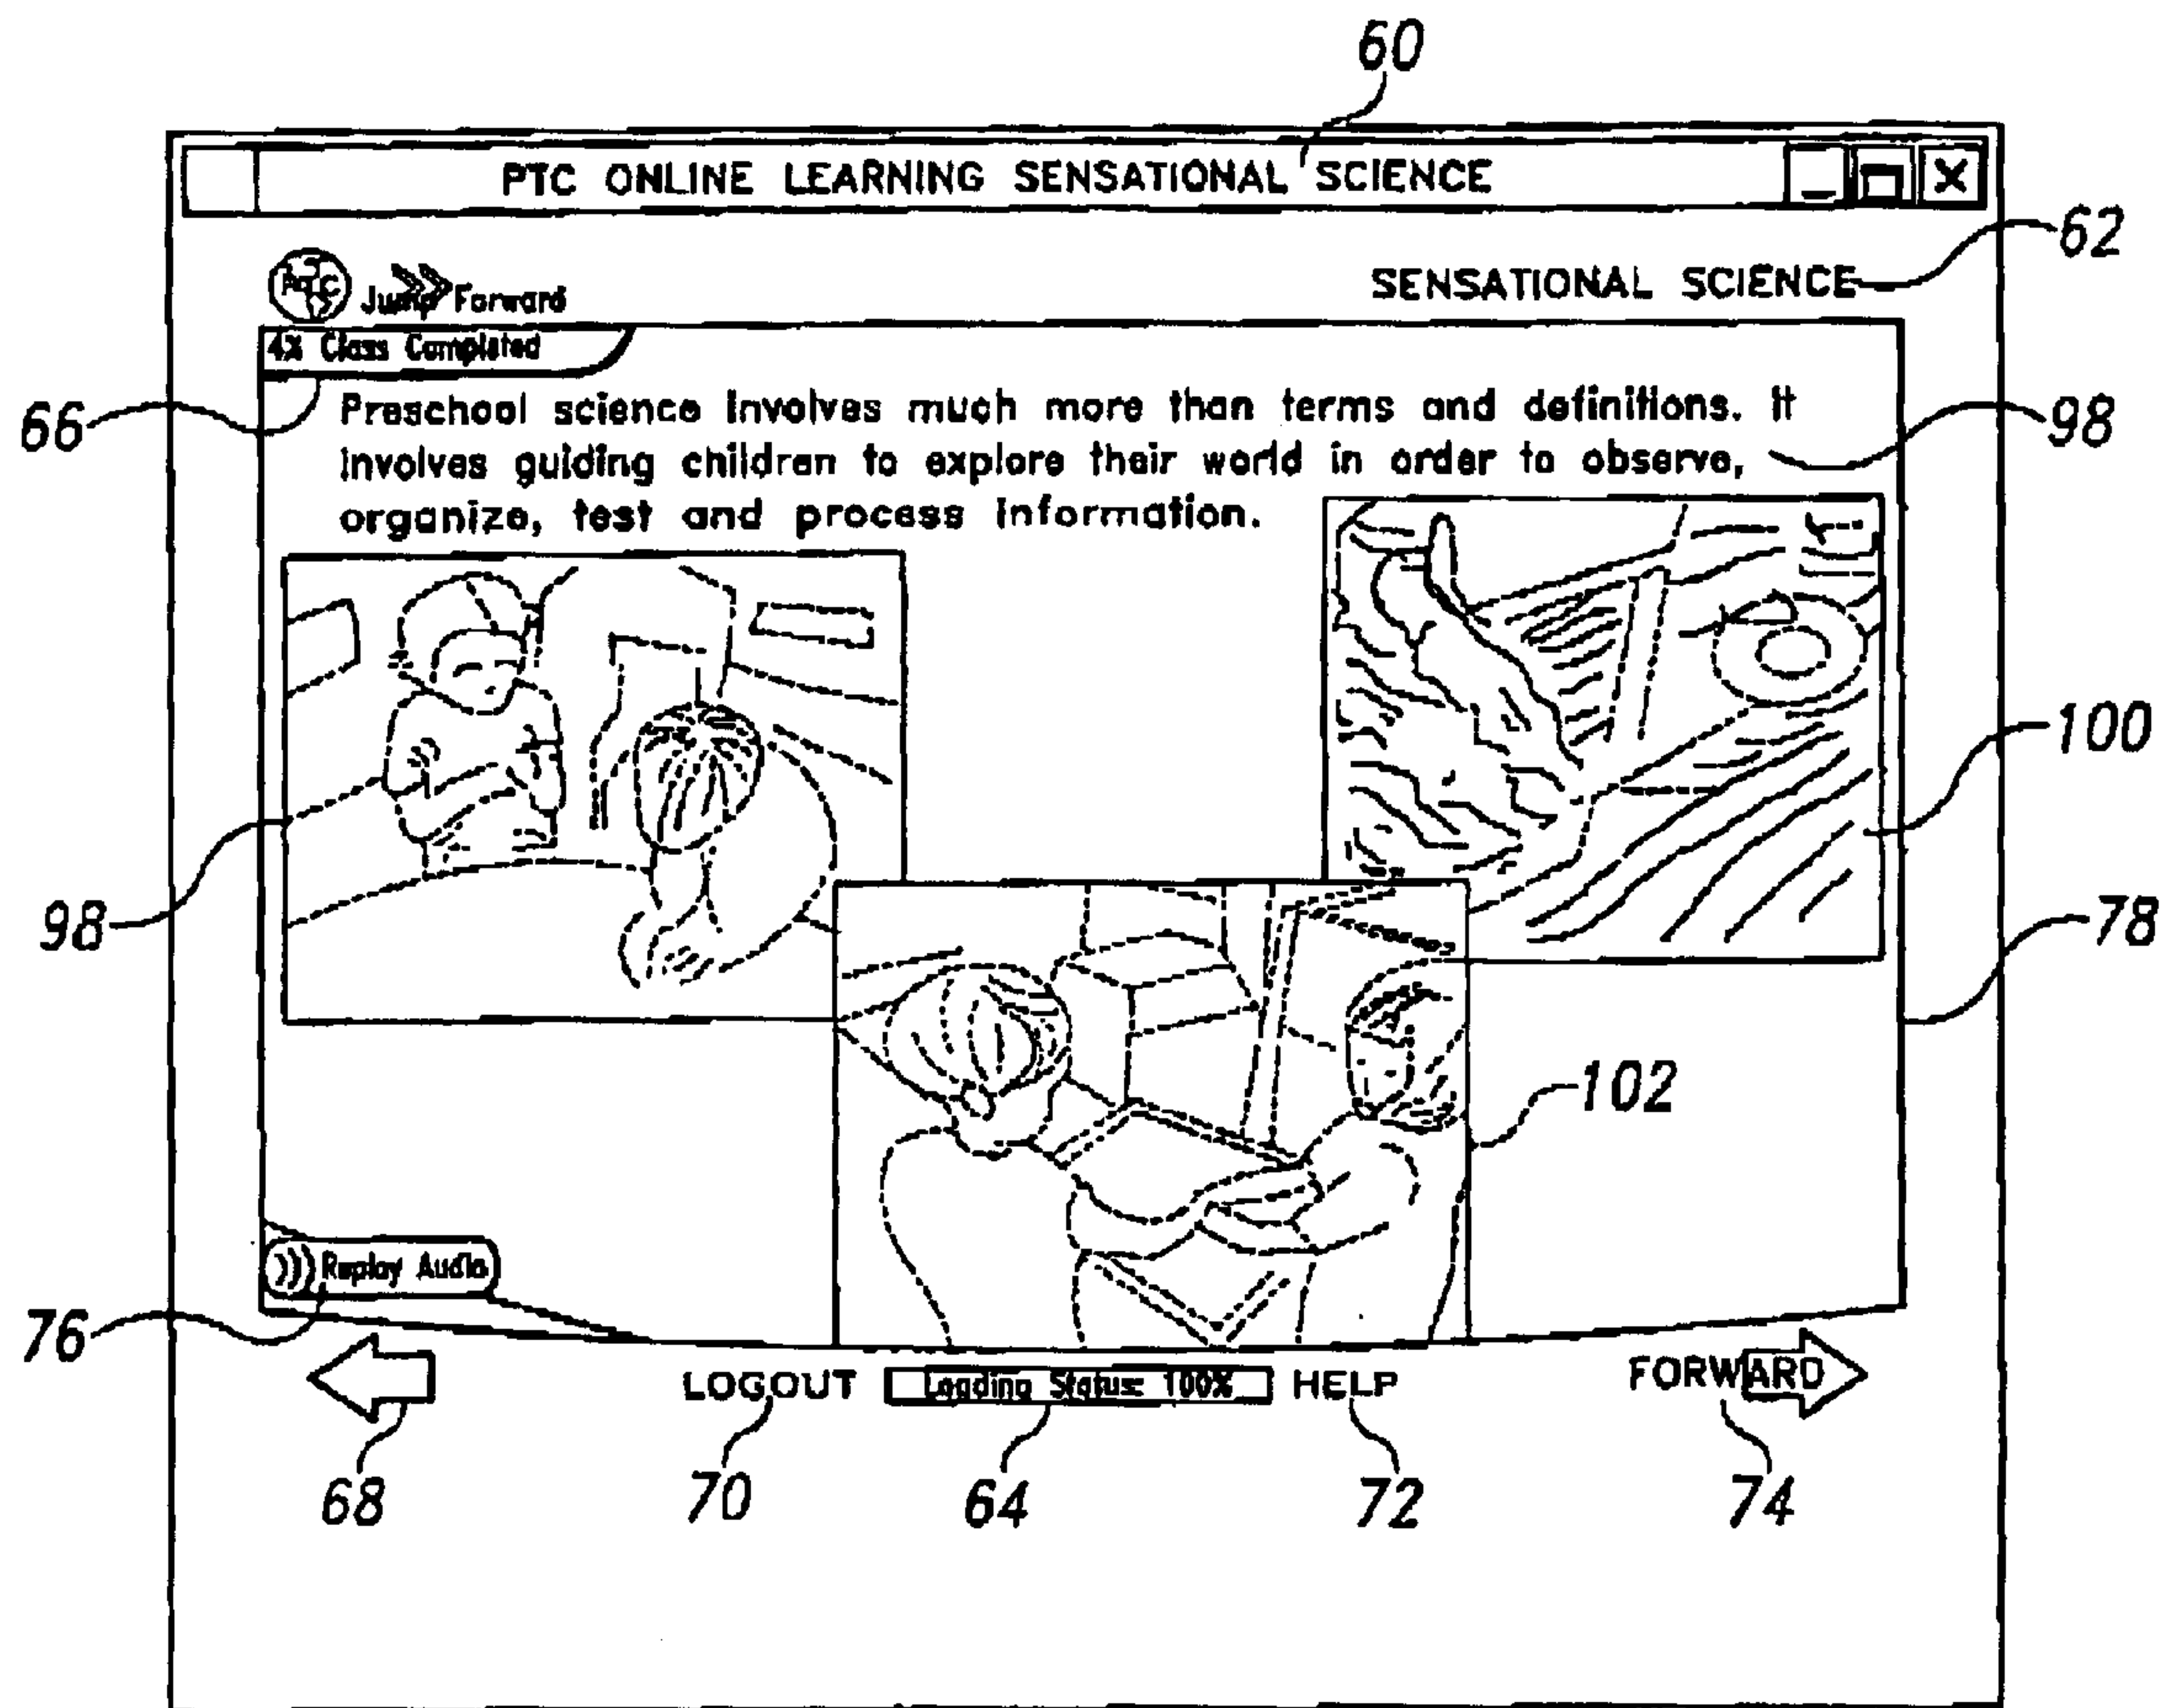 60
PTC ONLINE LEARNING SENSATIONAL SCIENCE
62
PTC Jump Forward
SENSATIONAL SCIENCE
4% Class Completed
66
Preschool science involves much more than terms and definitions. It
involves guiding children to explore their world in order to observe,
organize, test and process information.
98
100
98
78
102
Replay Audio
76
LOGOUT Loading Status: 100% HELP FORWARD
68 70 64 72 74